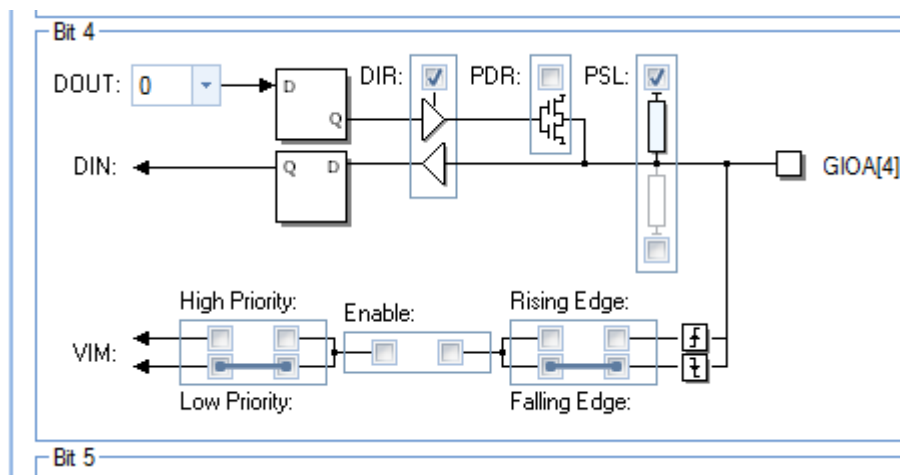 Bit 4
DOUT: 0 D Q DIR: PDR: PSL:
DIN: Q D GIOA[4]
High Priority: Enable: Rising Edge:
VIM:
Low Priority: Falling Edge:
Bit 5